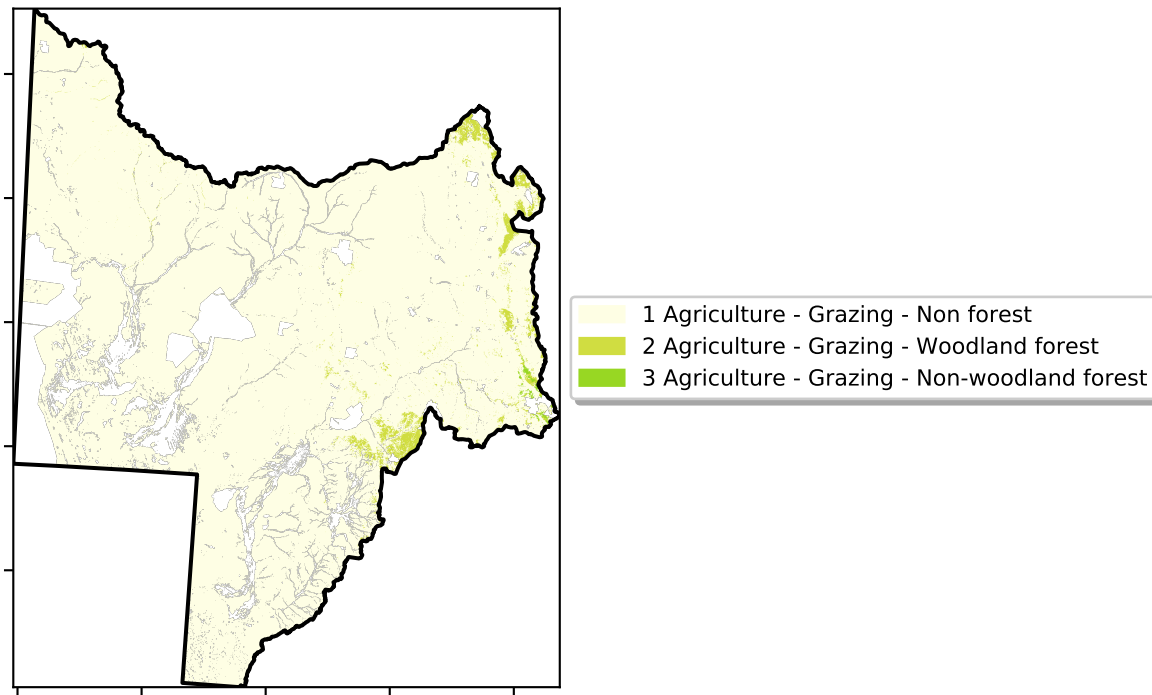 1 Agriculture - Grazing - Non forest
2 Agriculture - Grazing - Woodland forest
3 Agriculture - Grazing - Non-woodland forest